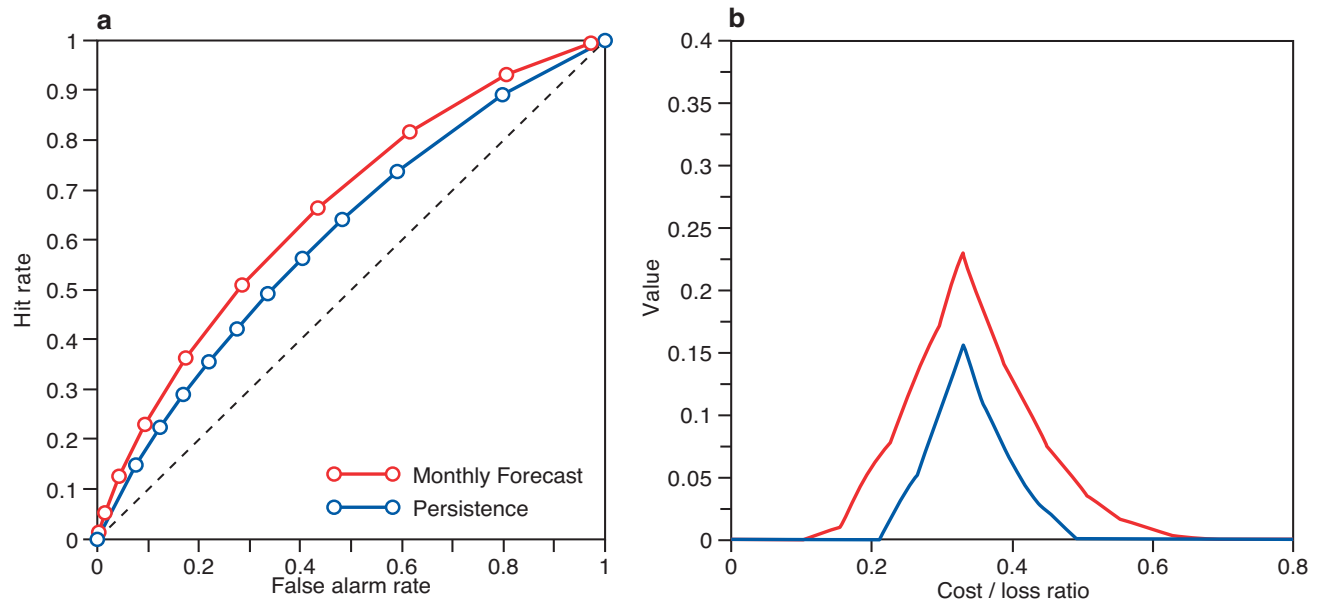 a
1
0.9
0.8
0.7
0.6
0.5
0.4
0.3
0.2
0.1
0
Hit rate
Monthly Forecast
Persistence
0 0.2 0.4 0.6 0.8 1
False alarm rate
b
0.4
0.35
0.3
0.25
0.2
0.15
0.1
0.05
0
Value
0 0.2 0.4 0.6 0.8
Cost / loss ratio